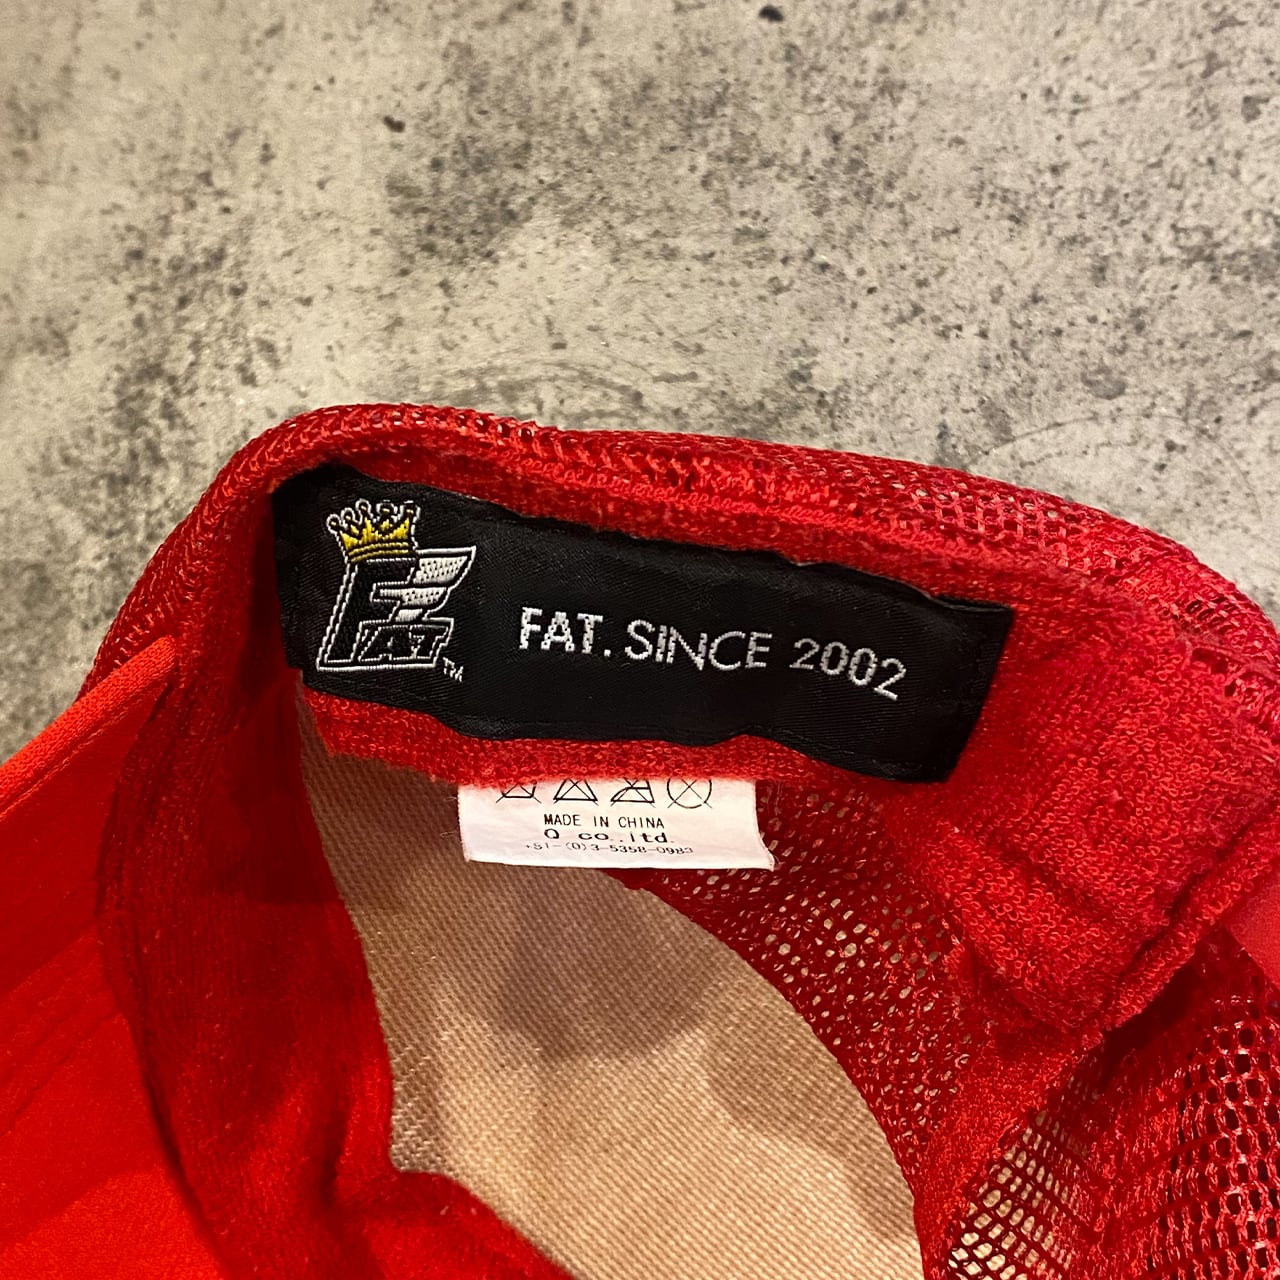 F
FAT
™
FAT. SINCE 2002
MADE IN CHINA
Q co.,ltd.
+81-(0)3-5358-0983